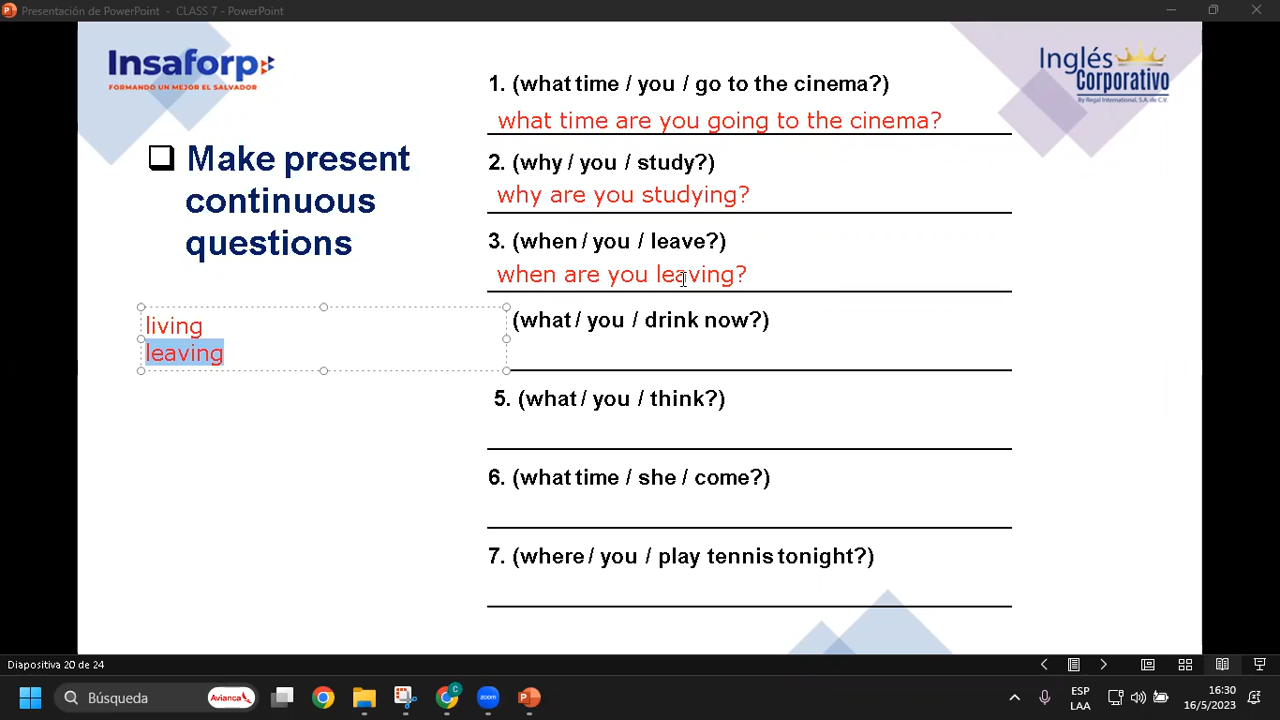 Presentación de PowerPoint - CLASS 7 - PowerPoint
Insaforp
FORMANDO UN MEJOR EL SALVADOR
Inglés
Corporativo
By Regal International, S.A. de C.V.
Make present
continuous
questions
living
leaving
1. (what time / you / go to the cinema?)
what time are you going to the cinema?
2. (why / you / study?)
why are you studying?
3. (when / you / leave?)
when are you leaving?
(what / you / drink now?)
5. (what / you / think?)
6. (what time / she / come?)
7. (where / you / play tennis tonight?)
Diapositiva 20 de 24
Búsqueda
Avianca
zoom
ESP
LAA
16:30
16/5/2023